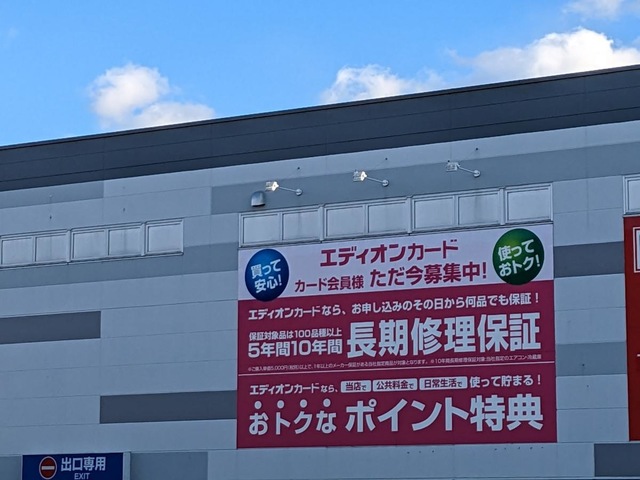 買って
安心!
エディオンカード
カード会員様 ただ今募集中!
使って
おトク!
エディオンカードなら、お申し込みのその日から何品でも保証!
保証対象品は100品種以上
5年間10年間 長期修理保証
エディオンカードなら、 当店で 公共料金で 日常生活で 使って貯まる!
おトクな ポイント特典
出口専用
EXIT